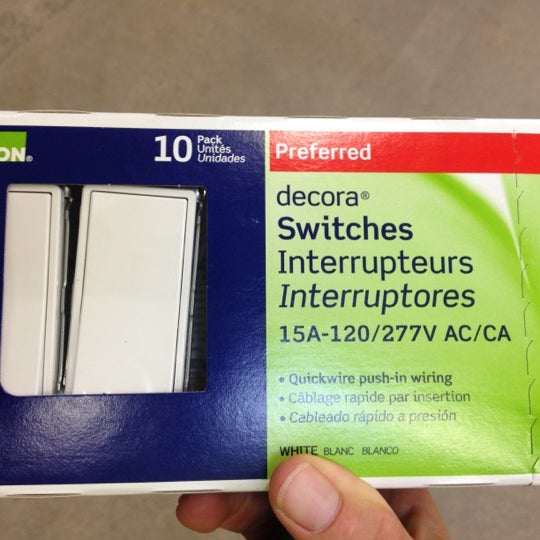 ON®
10 Pack
Unités
Unidades
Preferred
decora®
Switches
Interrupteurs
Interruptores
15A-120/277V AC/CA
• Quickwire push-in wiring
• Câblage rapide par insertion
• Cableado rápido a presión
WHITE BLANC BLANCO